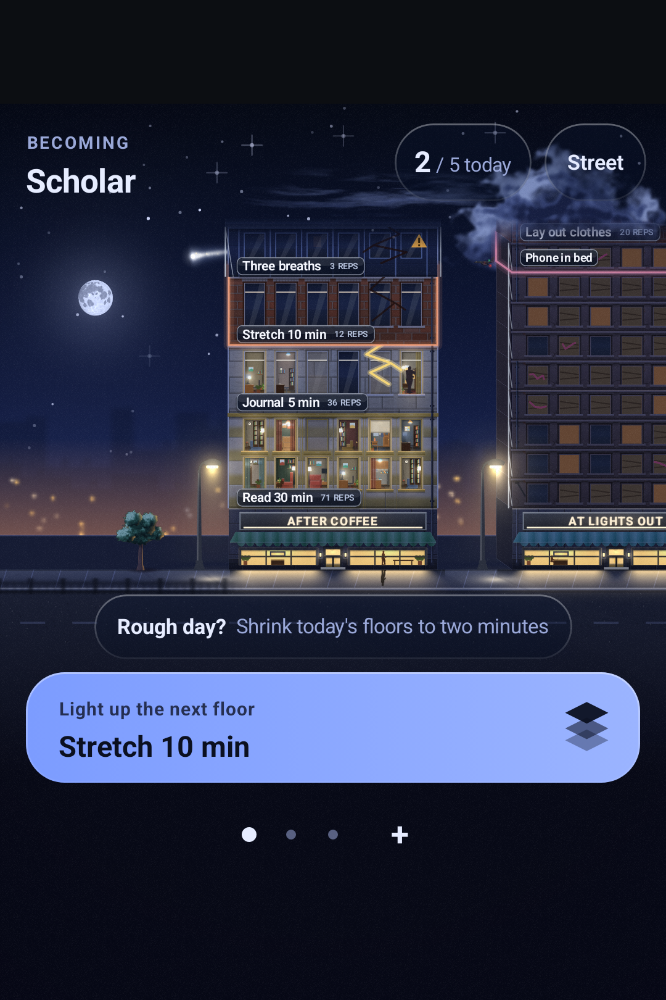 BECOMING
Scholar
2 / 5 today
Street
Lay out clothes 20 REPS
Phone in bed
Three breaths 3 REPS
Stretch 10 min 12 REPS
Journal 5 min 36 REPS
Read 30 min 71 REPS
AFTER COFFEE
AT LIGHTS OUT
Rough day? Shrink today's floors to two minutes
Light up the next floor
Stretch 10 min